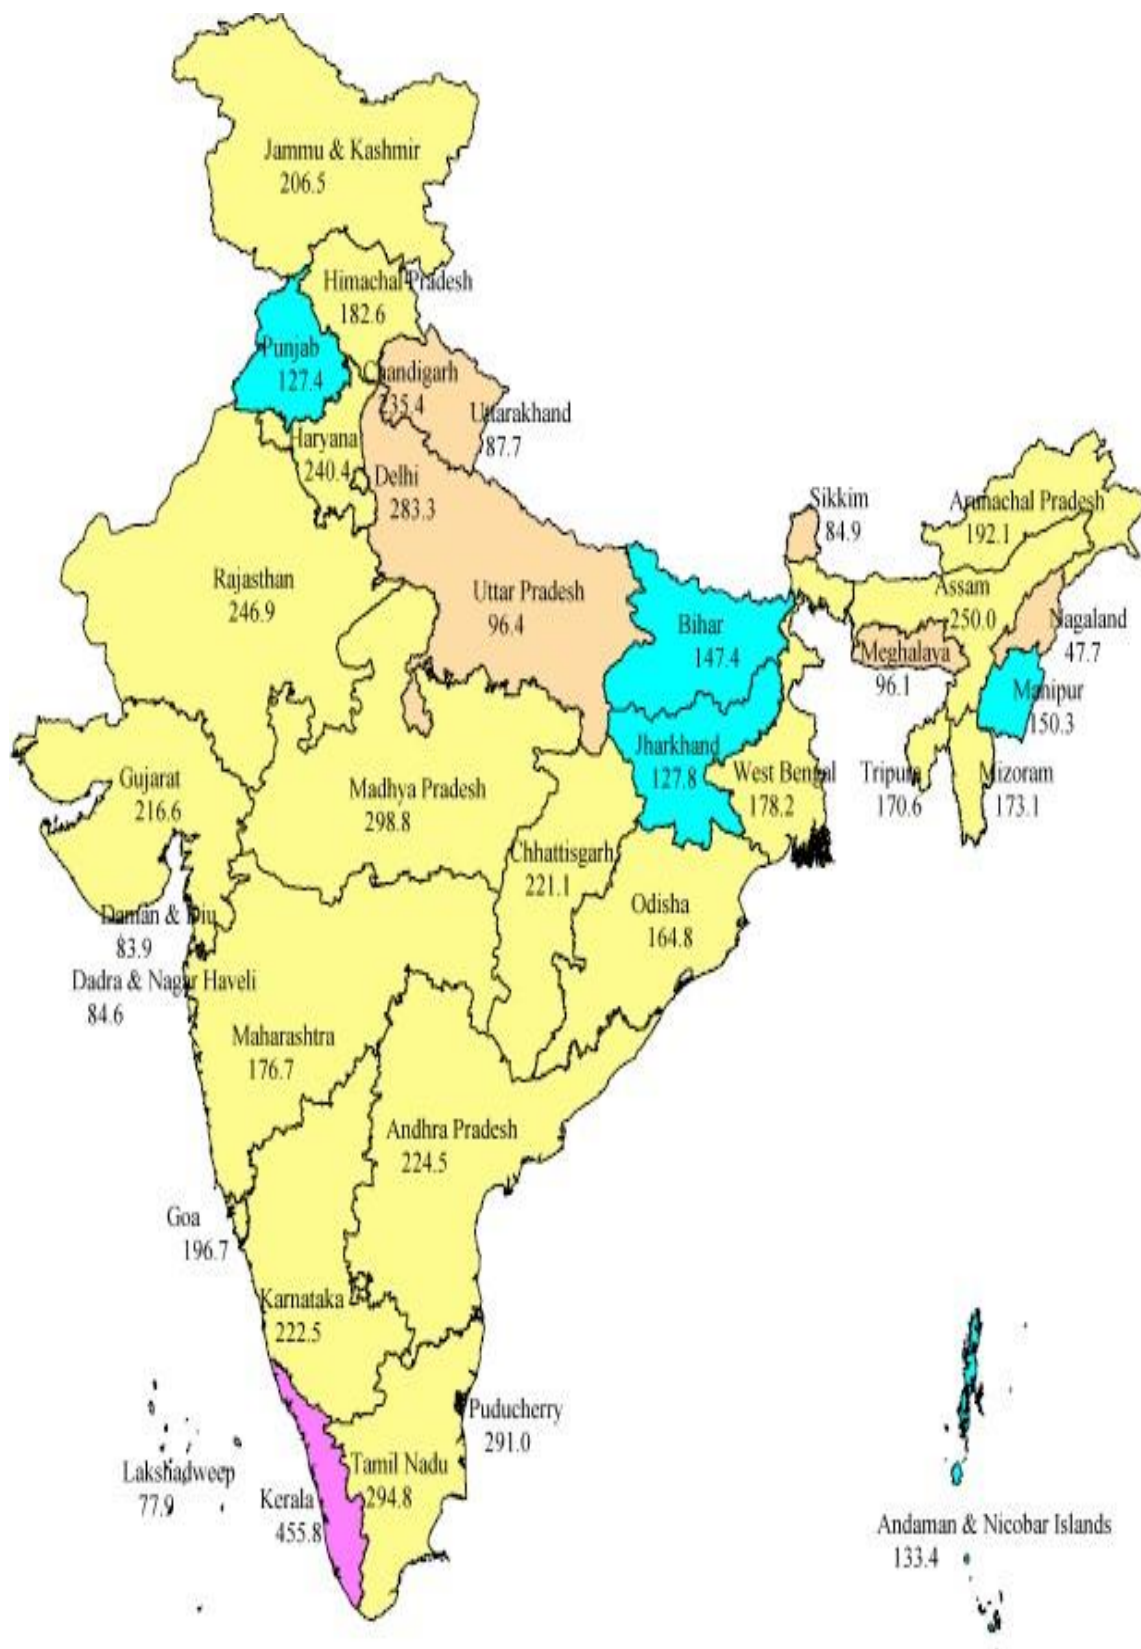 Jammu & Kashmir
206.5
Himachal Pradesh
182.6
Punjab
127.4
Chandigarh
235.4
Uttarakhand
87.7
Haryana
240.4
Delhi
283.3
Sikkim
84.9
Arunachal Pradesh
192.1
Rajasthan
246.9
Uttar Pradesh
96.4
Assam
250.0
Bihar
147.4
Nagaland
47.7
Meghalaya
96.1
Manipur
150.3
Jharkhand
127.8
Gujarat
216.6
Madhya Pradesh
298.8
West Bengal
178.2
Tripura
170.6
Mizoram
173.1
Chhattisgarh
221.1
Odisha
164.8
Daman & Diu
83.9
Dadra & Nagar Haveli
84.6
Maharashtra
176.7
Andhra Pradesh
224.5
Goa
196.7
Karnataka
222.5
Puducherry
291.0
Lakshadweep
77.9
Kerala
455.8
Tamil Nadu
294.8
Andaman & Nicobar Islands
133.4